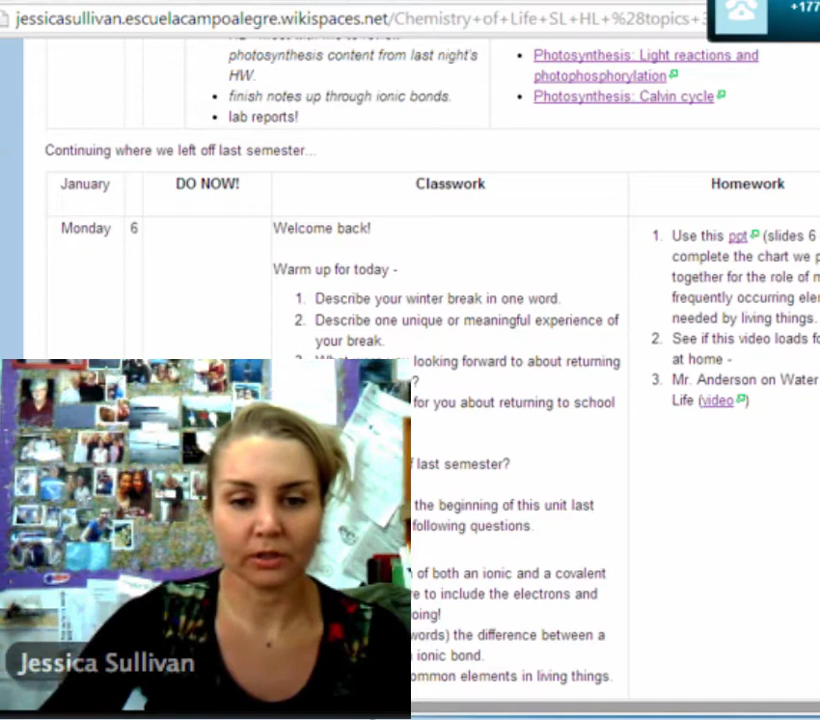 jessicasullivan.escuelacampoalegre.wikispaces.net/Chemistry+of+Life+SL+HL+%28topics+3
+177
photosynthesis content from last night's
HW.
finish notes up through ionic bonds.
lab reports!
Photosynthesis: Light reactions and
photophosphorylation
Photosynthesis: Calvin cycle
Continuing where we left off last semester...
January DO NOW! Classwork Homework
Monday 6
Welcome back!
Warm up for today -
1. Describe your winter break in one word.
2. Describe one unique or meaningful experience of
your break.
looking forward to about returning
?
for you about returning to school
last semester?
the beginning of this unit last
following questions.
of both an ionic and a covalent
e to include the electrons and
oing!
words) the difference between a
ionic bond.
ommon elements in living things.
1. Use this ppt (slides 6
complete the chart we p
together for the role of m
frequently occurring ele
needed by living things.
2. See if this video loads fo
at home -
3. Mr. Anderson on Water
Life (video)
Jessica Sullivan